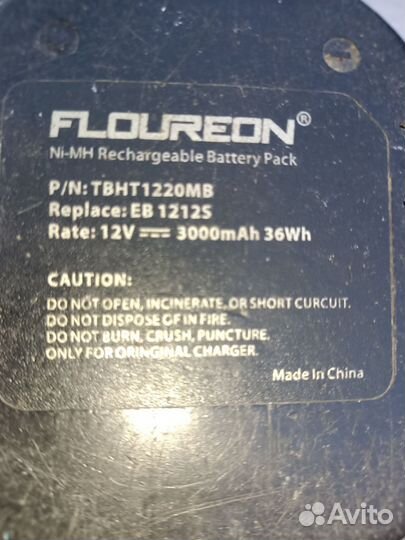 FLOUREON®
Ni-MH Rechargeable Battery Pack
P/N: TBHT1220MB
Replace: EB 1212S
Rate: 12V ⎓ 3000mAh 36Wh
CAUTION:
DO NOT OPEN, INCINERATE, OR SHORT CURCUIT.
DO NOT DISPOSE OF IN FIRE.
DO NOT BURN, CRUSH, PUNCTURE.
ONLY FOR ORINGINAL CHARGER.
Made In China
Avito